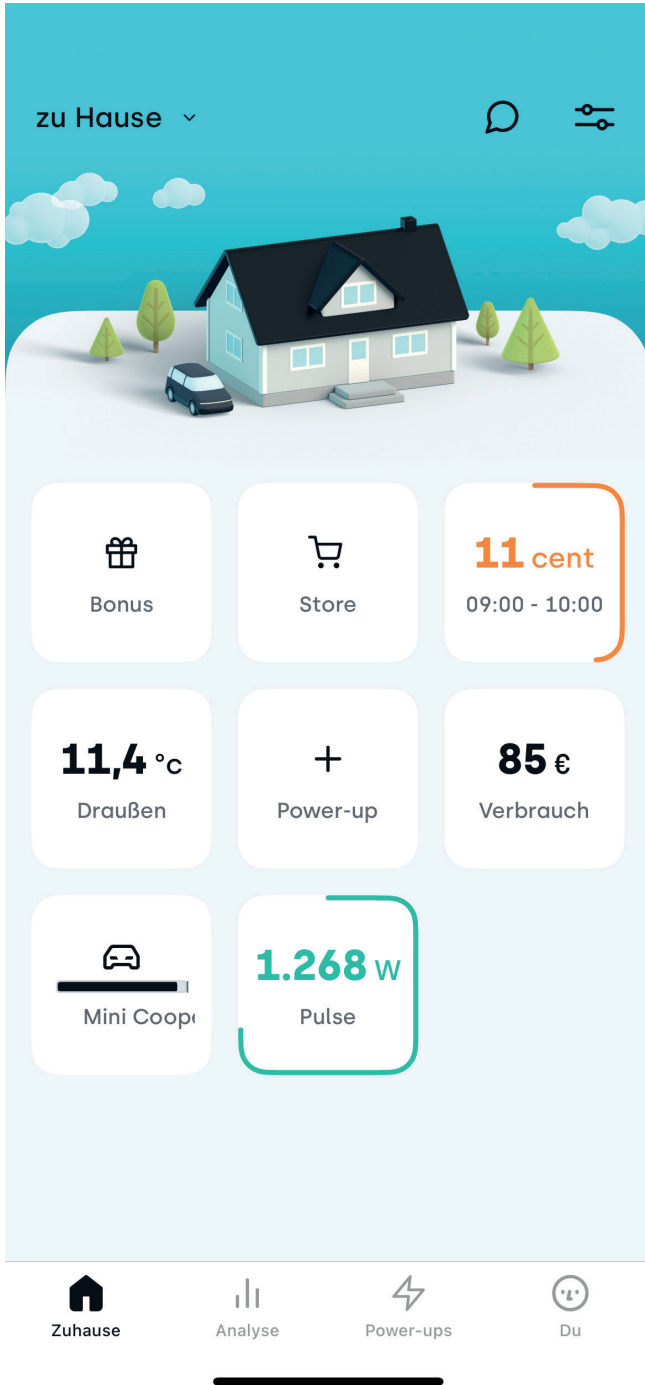 zu Hause
Bonus
Store
11 cent
09:00 - 10:00
11,4 °c
Draußen
Power-up
85 €
Verbrauch
Mini Coope
1.268 W
Pulse
Zuhause
Analyse
Power-ups
Du